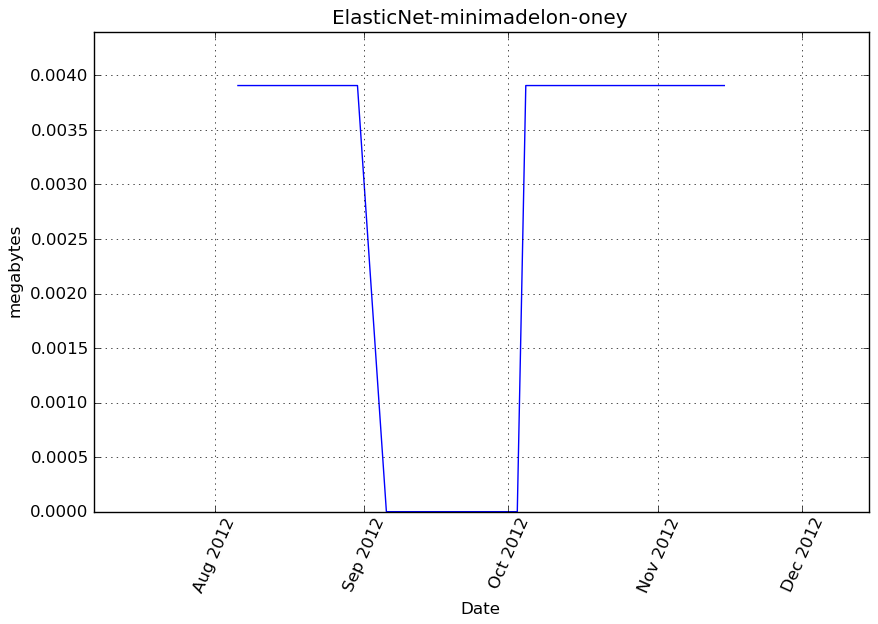 ElasticNet-minimadelon-oney
0.0040
0.0035
0.0030
0.0025
0.0020
0.0015
0.0010
0.0005
0.0000
megabytes
Aug 2012
Sep 2012
Oct 2012
Nov 2012
Dec 2012
Date